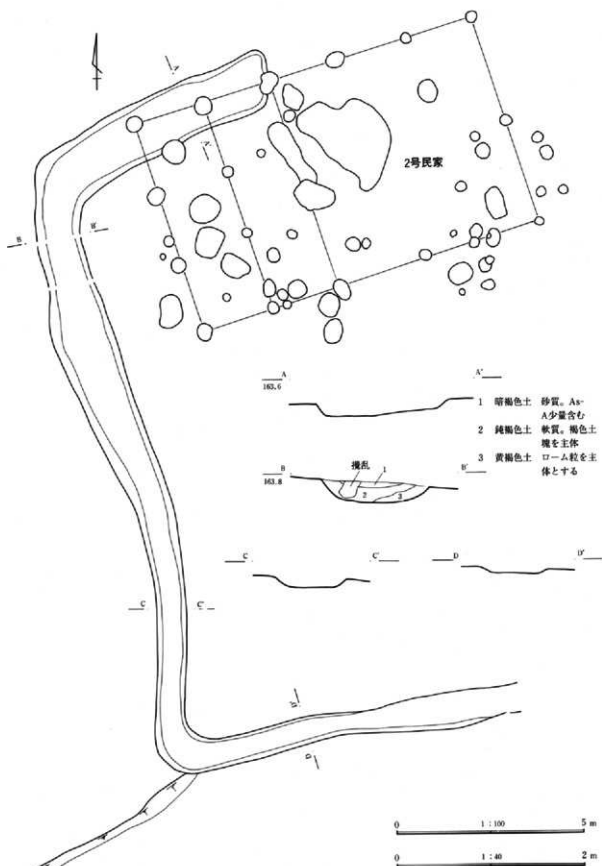 A
A'
2号民家
B
B'
A
A'
163.6
1 暗褐色土 砂質。As-
A少量含む
2 鈍褐色土 軟質。褐色土
塊を主体
3 黄褐色土 ローム粒を主
体とする
B
攪乱
1
B'
163.8
2
3
C
C'
D
D'
C
C'
D'
D
0
1:100
5 m
0
1:40
2 m